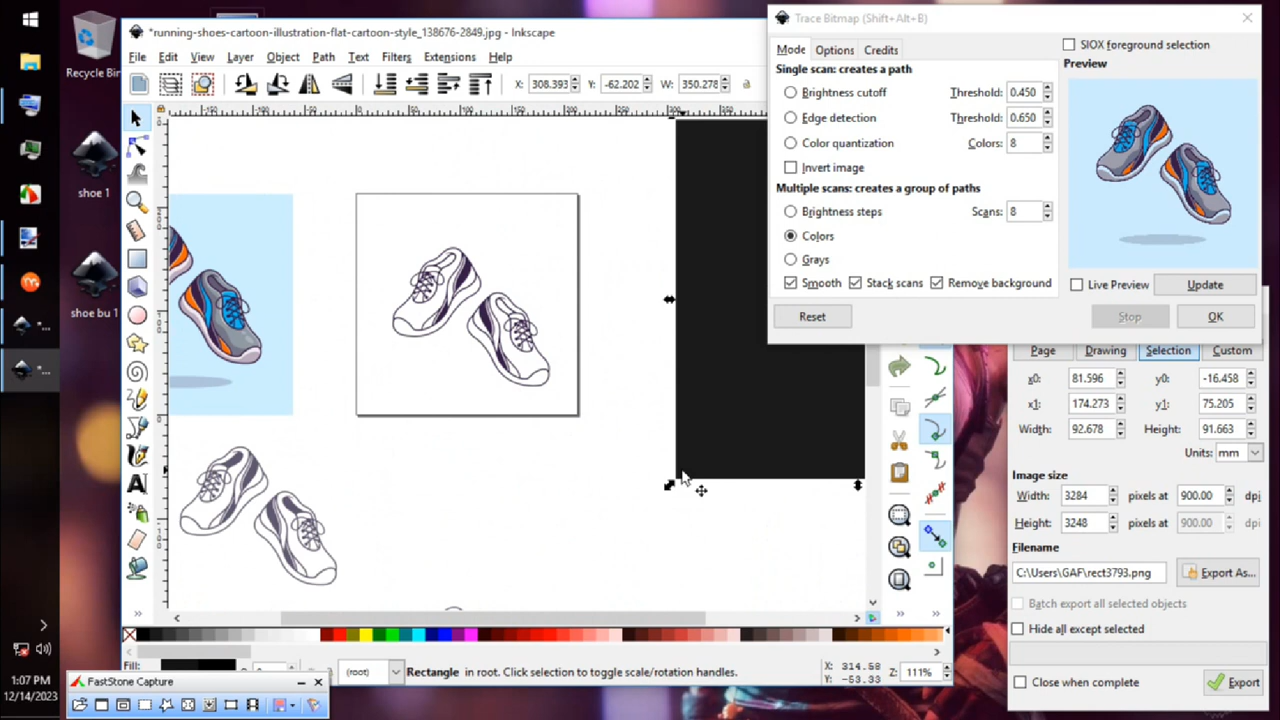 *running-shoes-cartoon-illustration-flat-cartoon-style_138676-2849.jpg - Inkscape
File Edit View Layer Object Path Text Filters Extensions Help
X: 308.393 Y: -62.202 W: 350.278
Recycle Bin
shoe 1
shoe bu 1
Trace Bitmap (Shift+Alt+B)
Mode Options Credits
SIOX foreground selection
Single scan: creates a path
Preview
Brightness cutoff Threshold: 0.450
Edge detection Threshold: 0.650
Color quantization Colors: 8
Invert image
Multiple scans: creates a group of paths
Brightness steps Scans: 8
Colors
Grays
Smooth Stack scans Remove background
Live Preview Update
Reset Stop OK
Page Drawing Selection Custom
x0: 81.596 y0: -16.458
x1: 174.273 y1: 75.205
Width: 92.678 Height: 91.663
Units: mm
Image size
Width: 3284 pixels at 900.00 dpi
Height: 3248 pixels at 900.00 dpi
Filename
C:\Users\GAF\rect3793.png Export As...
Batch export all selected objects
Hide all except selected
Close when complete Export
Fill:
(root) Rectangle in root. Click selection to toggle scale/rotation handles.
X: 314.58
Y: -53.33
Z: 111%
FastStone Capture
1:07 PM
12/14/2023